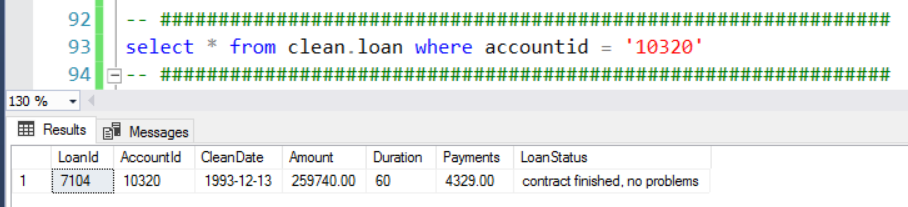 92 -- ##################################################################
93 select * from clean.loan where accountid = '10320'
94 -- ##################################################################
130 %
Results Messages
LoanId AccountId CleanDate Amount Duration Payments LoanStatus
1 7104 10320 1993-12-13 259740.00 60 4329.00 contract finished, no problems